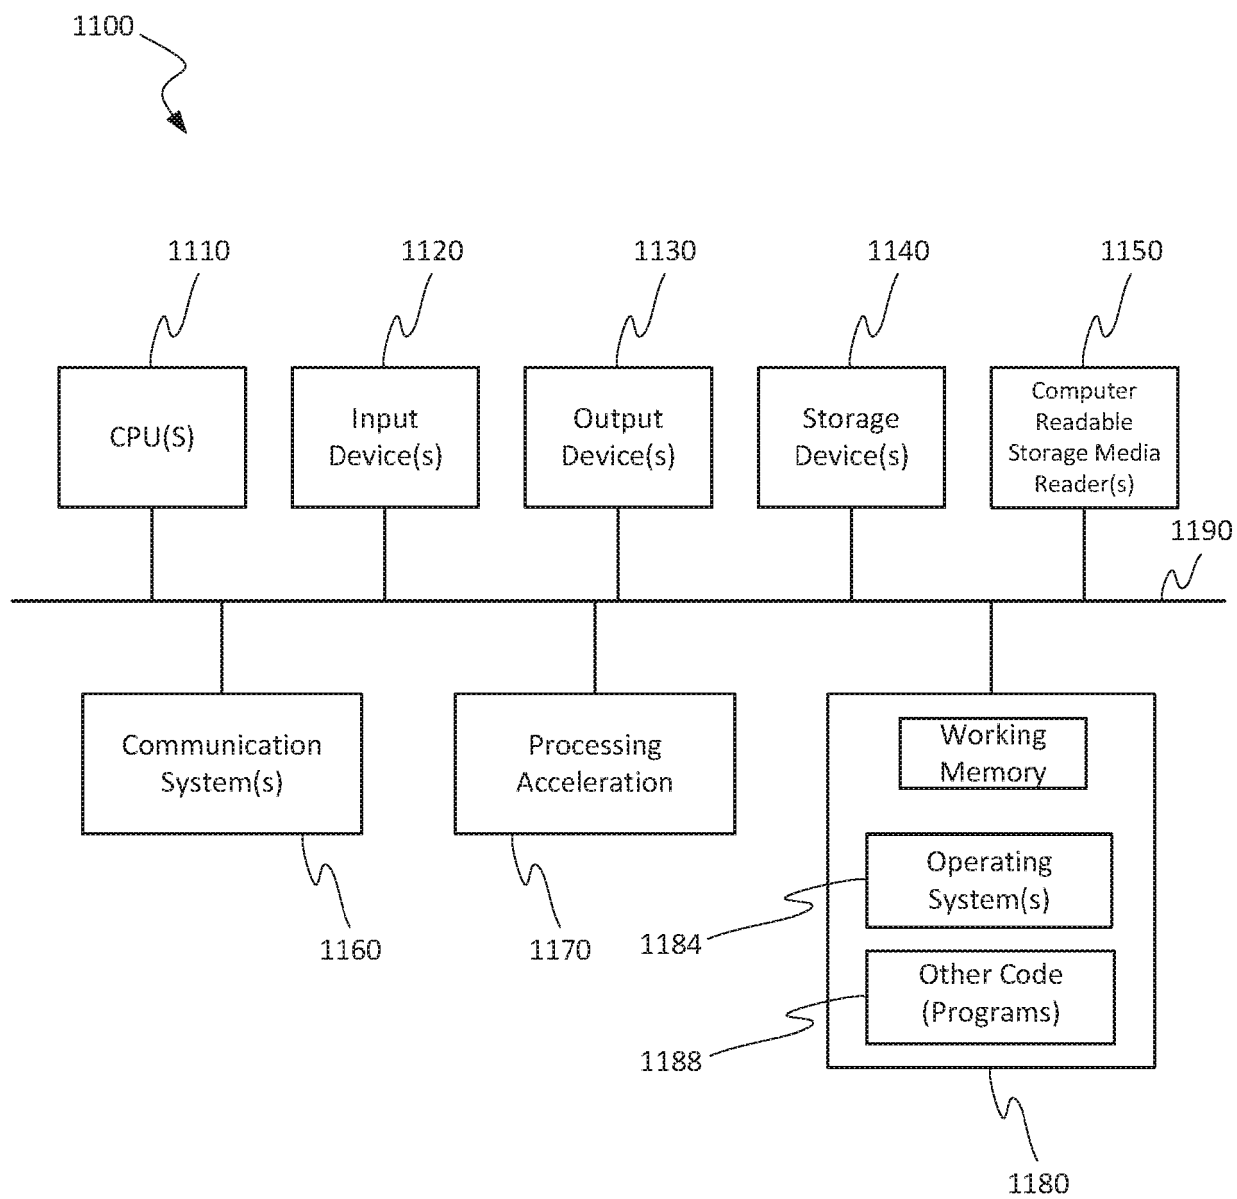 1100
1110
1120
1130
1140
1150
CPU(S)
Input
Device(s)
Output
Device(s)
Storage
Device(s)
Computer
Readable
Storage Media
Reader(s)
1190
Communication
System(s)
Processing
Acceleration
Working
Memory
Operating
System(s)
Other Code
(Programs)
1160
1170
1184
1188
1180